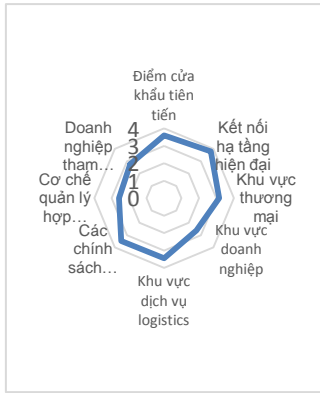 Điểm cửa
khẩu tiên
tiến
Kết nối
hạ tầng
hiện đại
Khu vực
thương
mại
Khu vực
doanh
nghiệp
Khu vực
dịch vụ
logistics
Các
chính
sách…
Cơ chế
quản lý
hợp…
Doanh
nghiệp
tham…
4
3
2
1
0